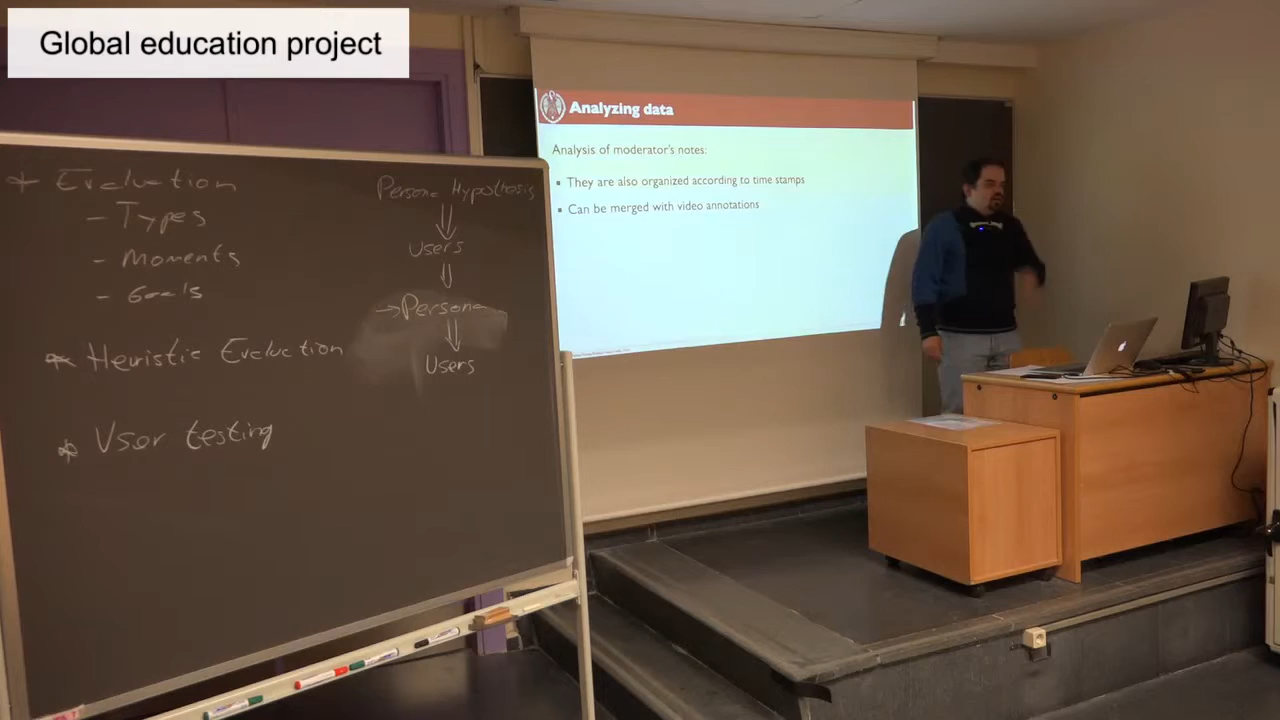 Global education project
Analyzing data
Analysis of moderator's notes:
▪ They are also organized according to time stamps
▪ Can be merged with video annotations
* Evaluation
- Types
- Moments
- Goals
* Heuristic Evaluation
* User testing
Persona Hypothesis
⇓
Users
⇓
→ Persona
⇓
Users